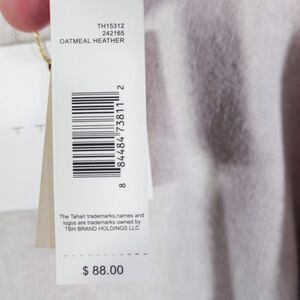 TH15312
242165
OATMEAL HEATHER
8 84484 73811 2
The Tahari trademarks,names and
logos are trademarks owned by
TBH BRAND HOLDINGS LLC
$ 88.00